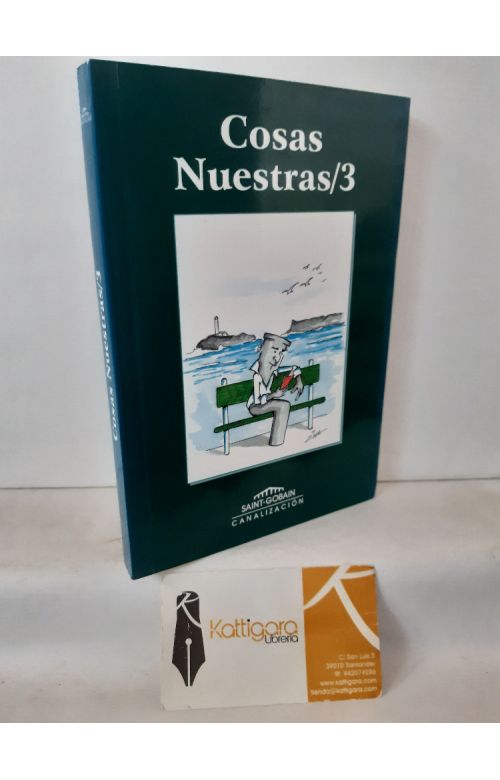 Cosas
Nuestras/3
SAINT-GOBAIN
CANALIZACIÓN
Cosas Nuestras/3
Kattigara
Librería
C/ San Luis 5
39010 Santander
942074286
www.kattigara.com
tienda@kattigara.com